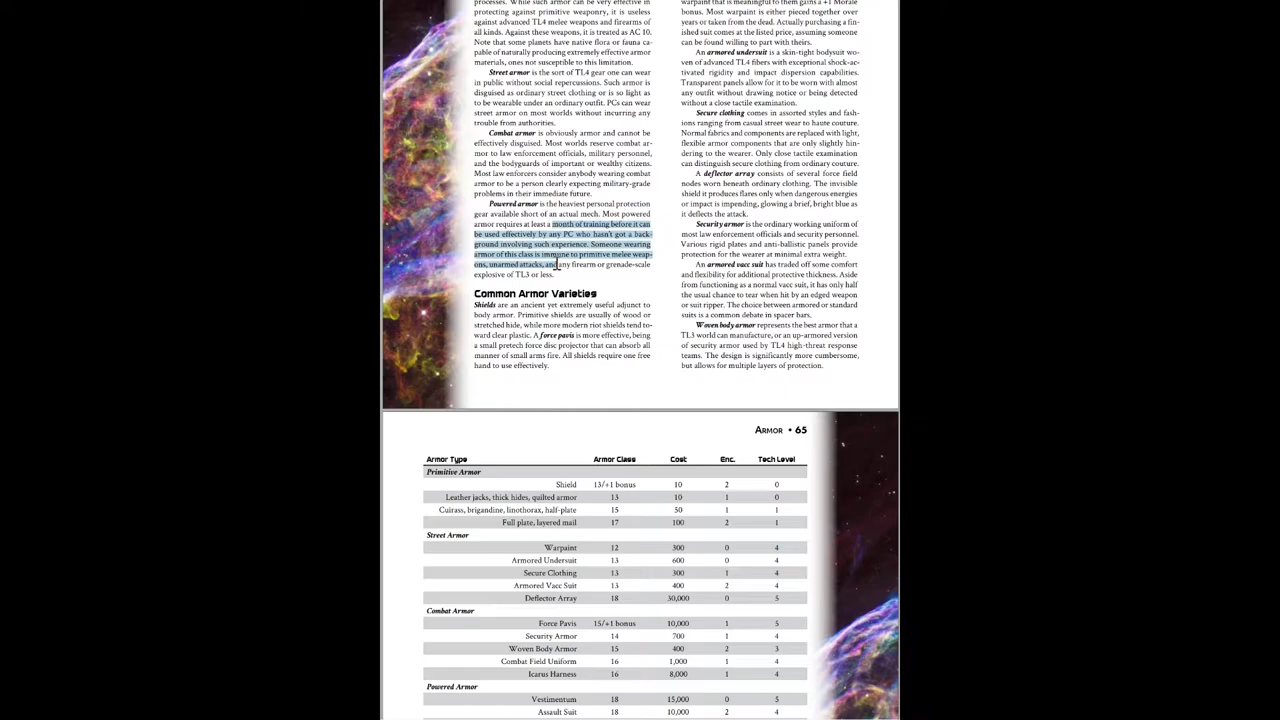 processes. While such armor can be very effective in
protecting against primitive weaponry, it is useless
against advanced TL4 melee weapons and firearms of
all kinds. Against these weapons, it is treated as AC 10.
Note that some planets have native flora or fauna ca-
pable of naturally producing extremely effective armor
materials, ones not susceptible to this limitation.
Street armor is the sort of TL4 gear one can wear
in public without social repercussions. Such armor is
disguised as ordinary street clothing or is so light as
to be wearable under an ordinary outfit. PCs can wear
street armor on most worlds without incurring any
trouble from authorities.
Combat armor is obviously armor and cannot be
effectively disguised. Most worlds reserve combat ar-
mor to law enforcement officials, military personnel,
and the bodyguards of important or wealthy citizens.
Most law enforcers consider anybody wearing combat
armor to be a person clearly expecting military-grade
problems in their immediate future.
Powered armor is the heaviest personal protection
gear available short of an actual mech. Most powered
armor requires at least a month of training before it can
be used effectively by any PC who hasn't got a back-
ground involving such experience. Someone wearing
armor of this class is immune to primitive melee weap-
ons, unarmed attacks, and any firearm or grenade-scale
explosive of TL3 or less.
Common Armor Varieties
Shields are an ancient yet extremely useful adjunct to
body armor. Primitive shields are usually of wood or
stretched hide, while more modern riot shields tend to-
ward clear plastic. A force pavis is more effective, being
a small pretech force disc projector that can absorb all
manner of small arms fire. All shields require one free
hand to use effectively.
warpaint that is meaningful to them gains a +1 Morale
bonus. Most warpaint is either pieced together over
years or taken from the dead. Actually purchasing a fin-
ished suit comes at the listed price, assuming someone
can be found willing to part with theirs.
An armored undersuit is a skin-tight bodysuit wo-
ven of advanced TL4 fibers with exceptional shock-ac-
tivated rigidity and impact dispersion capabilities.
Transparent panels allow for it to be worn with almost
any outfit without drawing notice or being detected
without a close tactile examination.
Secure clothing comes in assorted styles and fash-
ions ranging from casual street wear to haute couture.
Normal fabrics and components are replaced with light,
flexible armor components that are only slightly hin-
dering to the wearer. Only close tactile examination
can distinguish secure clothing from ordinary couture.
A deflector array consists of several force field
nodes worn beneath ordinary clothing. The invisible
shield it produces flares only when dangerous energies
or impact is impending, glowing a brief, bright blue as
it deflects the attack.
Security armor is the ordinary working uniform of
most law enforcement officials and security personnel.
Various rigid plates and anti-ballistic panels provide
protection for the wearer at minimal extra weight.
An armored vacc suit has traded off some comfort
and flexibility for additional protective thickness. Aside
from functioning as a normal vacc suit, it has only half
the usual chance to tear when hit by an edged weapon
or suit ripper. The choice between armored or standard
suits is a common debate in spacer bars.
Woven body armor represents the best armor that a
TL3 world can manufacture, or an up-armored version
of security armor used by TL4 high-threat response
teams. The design is significantly more cumbersome,
but allows for multiple layers of protection.
Armor • 65
Armor Type Armor Class Cost Enc. Tech Level
Primitive Armor
Shield 13/+1 bonus 10 2 0
Leather jacks, thick hides, quilted armor 13 10 1 0
Cuirass, brigandine, linothorax, half-plate 15 50 1 1
Full plate, layered mail 17 100 2 1
Street Armor
Warpaint 12 300 0 4
Armored Undersuit 13 600 0 4
Secure Clothing 13 300 1 4
Armored Vacc Suit 13 400 2 4
Deflector Array 18 30,000 0 5
Combat Armor
Force Pavis 15/+1 bonus 10,000 1 5
Security Armor 14 700 1 4
Woven Body Armor 15 400 2 3
Combat Field Uniform 16 1,000 1 4
Icarus Harness 16 8,000 1 4
Powered Armor
Vestimentum 18 15,000 0 5
Assault Suit 18 10,000 2 4